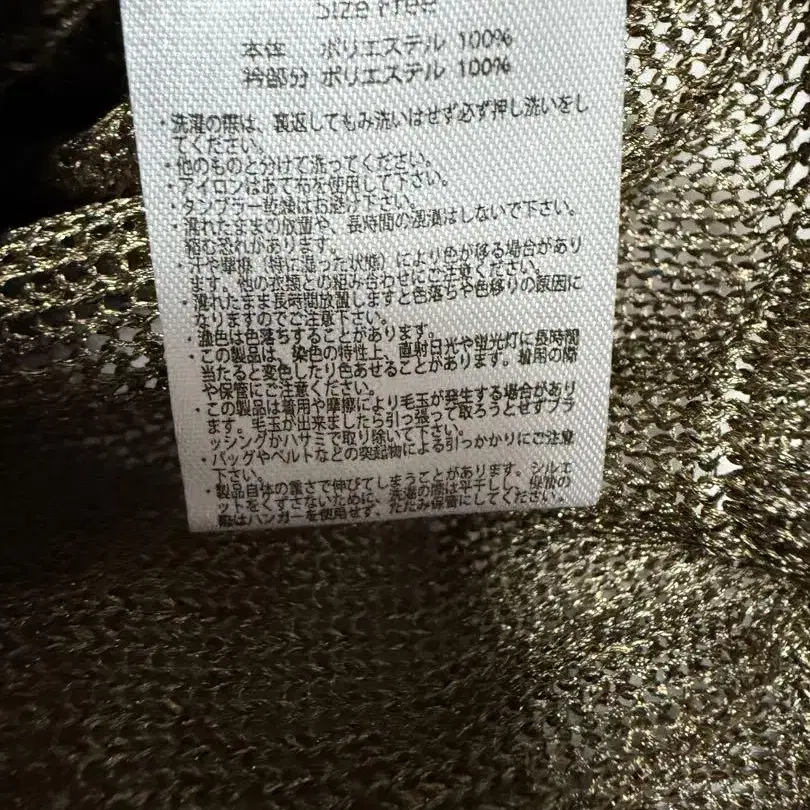 Size Free
本体 ポリエステル 100%
衿部分 ポリエステル 100%
・洗濯の際は、裏返してもみ洗いはせず必ず押し洗いをし
てください。
・他のものと分けて洗ってください。
・アイロンはあて布を使用して下さい。
・タンブラー乾燥はお避け下さい。
・濡れたままの放置や、長時間の浸漬はしないで下さい。
縮む恐れがあります。
・汗や摩擦（特に湿った状態）により色が移る場合があり
ます。他の衣類との組み合わせにご注意ください。
・濡れたまま長時間放置しますと色落ちや色移りの原因に
なりますのでご注意下さい。
・濃色は色落ちすることがあります。
・この製品は、染色の特性上、直射日光や蛍光灯に長時間
当たると変色したり色あせることがあります。着用の際
や保管にご注意ください。
・この製品は着用や摩擦により毛玉が発生する場合があり
ます。毛玉が出来ましたら引っ張って取ろうとせずブラ
ッシングかハサミで取り除いて下さい。
・バッグやベルトなどの突起物による引っかかりにご注意
下さい。
・製品自体の重さで伸びてしまうことがあります。シルエ
ットをくずさないために、洗濯の際は平干しし、保管の
際はハンガーを使用せず、たたみ保管にしてください。